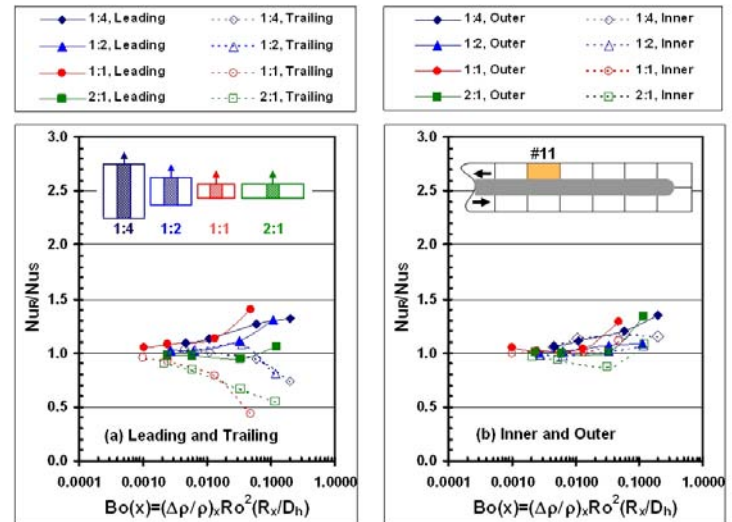 1:4, Leading 1:4, Trailing
1:2, Leading 1:2, Trailing
1:1, Leading 1:1, Trailing
2:1, Leading 2:1, Trailing
1:4, Outer 1:4, Inner
1:2, Outer 1:2, Inner
1:1, Outer 1:1, Inner
2:1, Outer 2:1, Inner
NuR/NuS
3.0
2.5
2.0
1.5
1.0
0.5
0.0
1:4 1:2 1:1 2:1
(a) Leading and Trailing
0.0001 0.0010 0.0100 0.1000 1.0000
Bo(x)=(Δρ/ρ)xRo²(Rx/Dh)
NuR/NuS
3.0
2.5
2.0
1.5
1.0
0.5
0.0
#11
(b) Inner and Outer
0.0001 0.0010 0.0100 0.1000 1.0000
Bo(x)=(Δρ/ρ)xRo²(Rx/Dh)